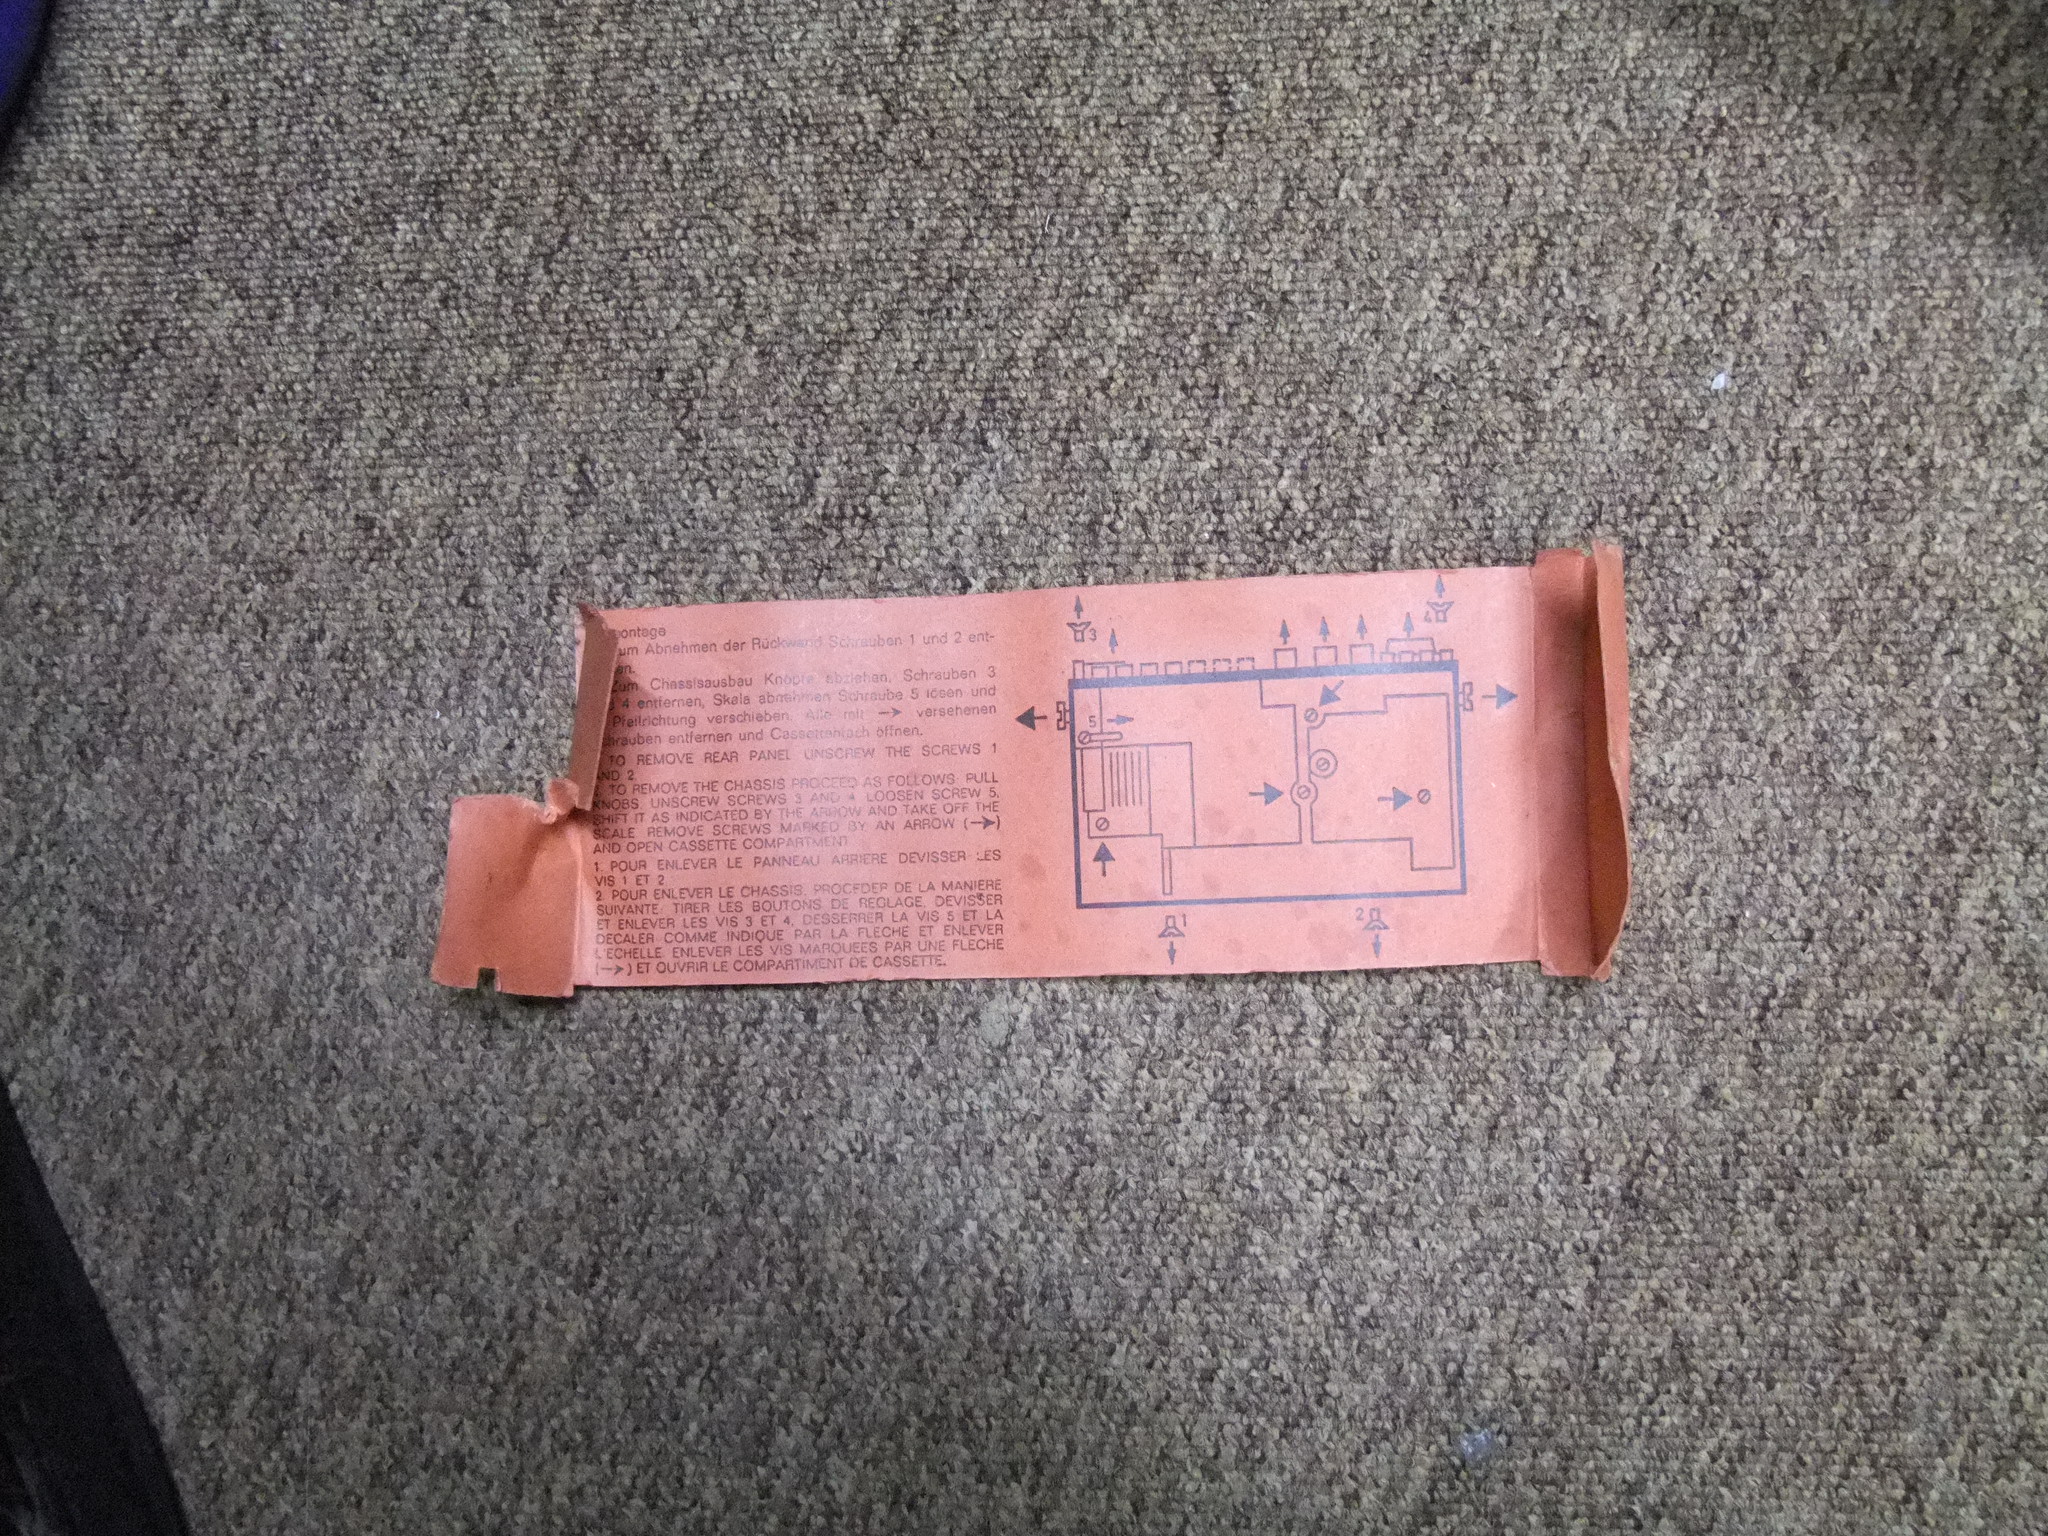 ontage
um Abnehmen der Rückwand Schrauben 1 und 2 ent-
en.
Zum Chassisausbau Knöpfe abziehen, Schrauben 3
4 entfernen, Skala abnehmen Schraube 5 lösen und
Pfeilrichtung verschieben. Alle mit → versehenen
hrauben entfernen und Cassettenfach öffnen.
TO REMOVE REAR PANEL UNSCREW THE SCREWS 1
AND 2
TO REMOVE THE CHASSIS PROCEED AS FOLLOWS PULL
KNOBS, UNSCREW SCREWS 3 AND 4, LOOSEN SCREW 5,
SHIFT IT AS INDICATED BY THE ARROW AND TAKE OFF THE
SCALE. REMOVE SCREWS MARKED BY AN ARROW (→)
AND OPEN CASSETTE COMPARTMENT
1. POUR ENLEVER LE PANNEAU ARRIERE DEVISSER LES
VIS 1 ET 2
2. POUR ENLEVER LE CHASSIS, PROCEDER DE LA MANIERE
SUIVANTE: TIRER LES BOUTONS DE REGLAGE, DEVISSER
ET ENLEVER LES VIS 3 ET 4, DESSERRER LA VIS 5 ET LA
DECALER COMME INDIQUE PAR LA FLECHE ET ENLEVER
L'ECHELLE. ENLEVER LES VIS MARQUEES PAR UNE FLECHE
(→) ET OUVRIR LE COMPARTIMENT DE CASSETTE.
3
4
5
1
2